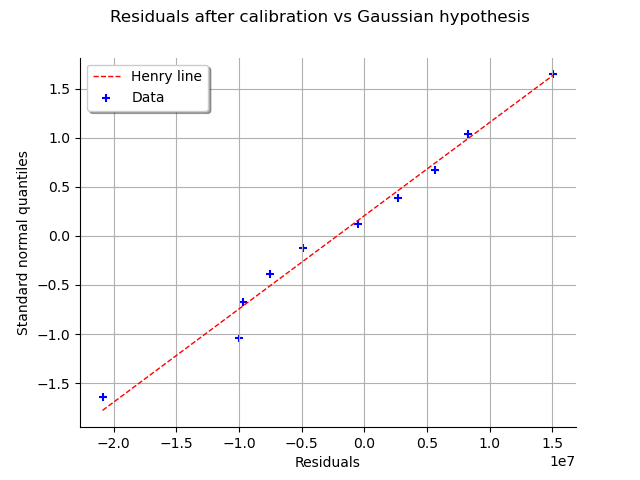 Residuals after calibration vs Gaussian hypothesis
Henry line
Data
Standard normal quantiles
1.5
1.0
0.5
0.0
−0.5
−1.0
−1.5
−2.0 −1.5 −1.0 −0.5 0.0 0.5 1.0 1.5
1e7
Residuals